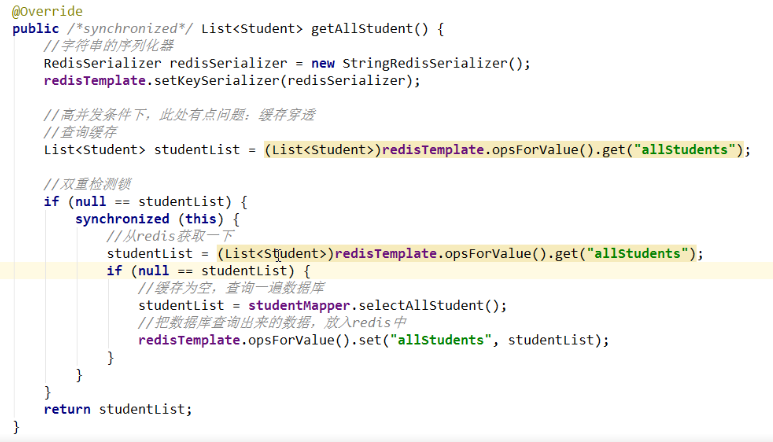 @Override
public /*synchronized*/ List<Student> getAllStudent() {
//字符串的序列化器
RedisSerializer redisSerializer = new StringRedisSerializer();
redisTemplate.setKeySerializer(redisSerializer);
//高并发条件下，此处有点问题：缓存穿透
//查询缓存
List<Student> studentList = (List<Student>)redisTemplate.opsForValue().get("allStudents");
//双重检测锁
if (null == studentList) {
synchronized (this) {
//从redis获取一下
studentList = (List<Student>)redisTemplate.opsForValue().get("allStudents");
if (null == studentList) {
//缓存为空，查询一遍数据库
studentList = studentMapper.selectAllStudent();
//把数据库查询出来的数据，放入redis中
redisTemplate.opsForValue().set("allStudents", studentList);
}
}
}
return studentList;
}